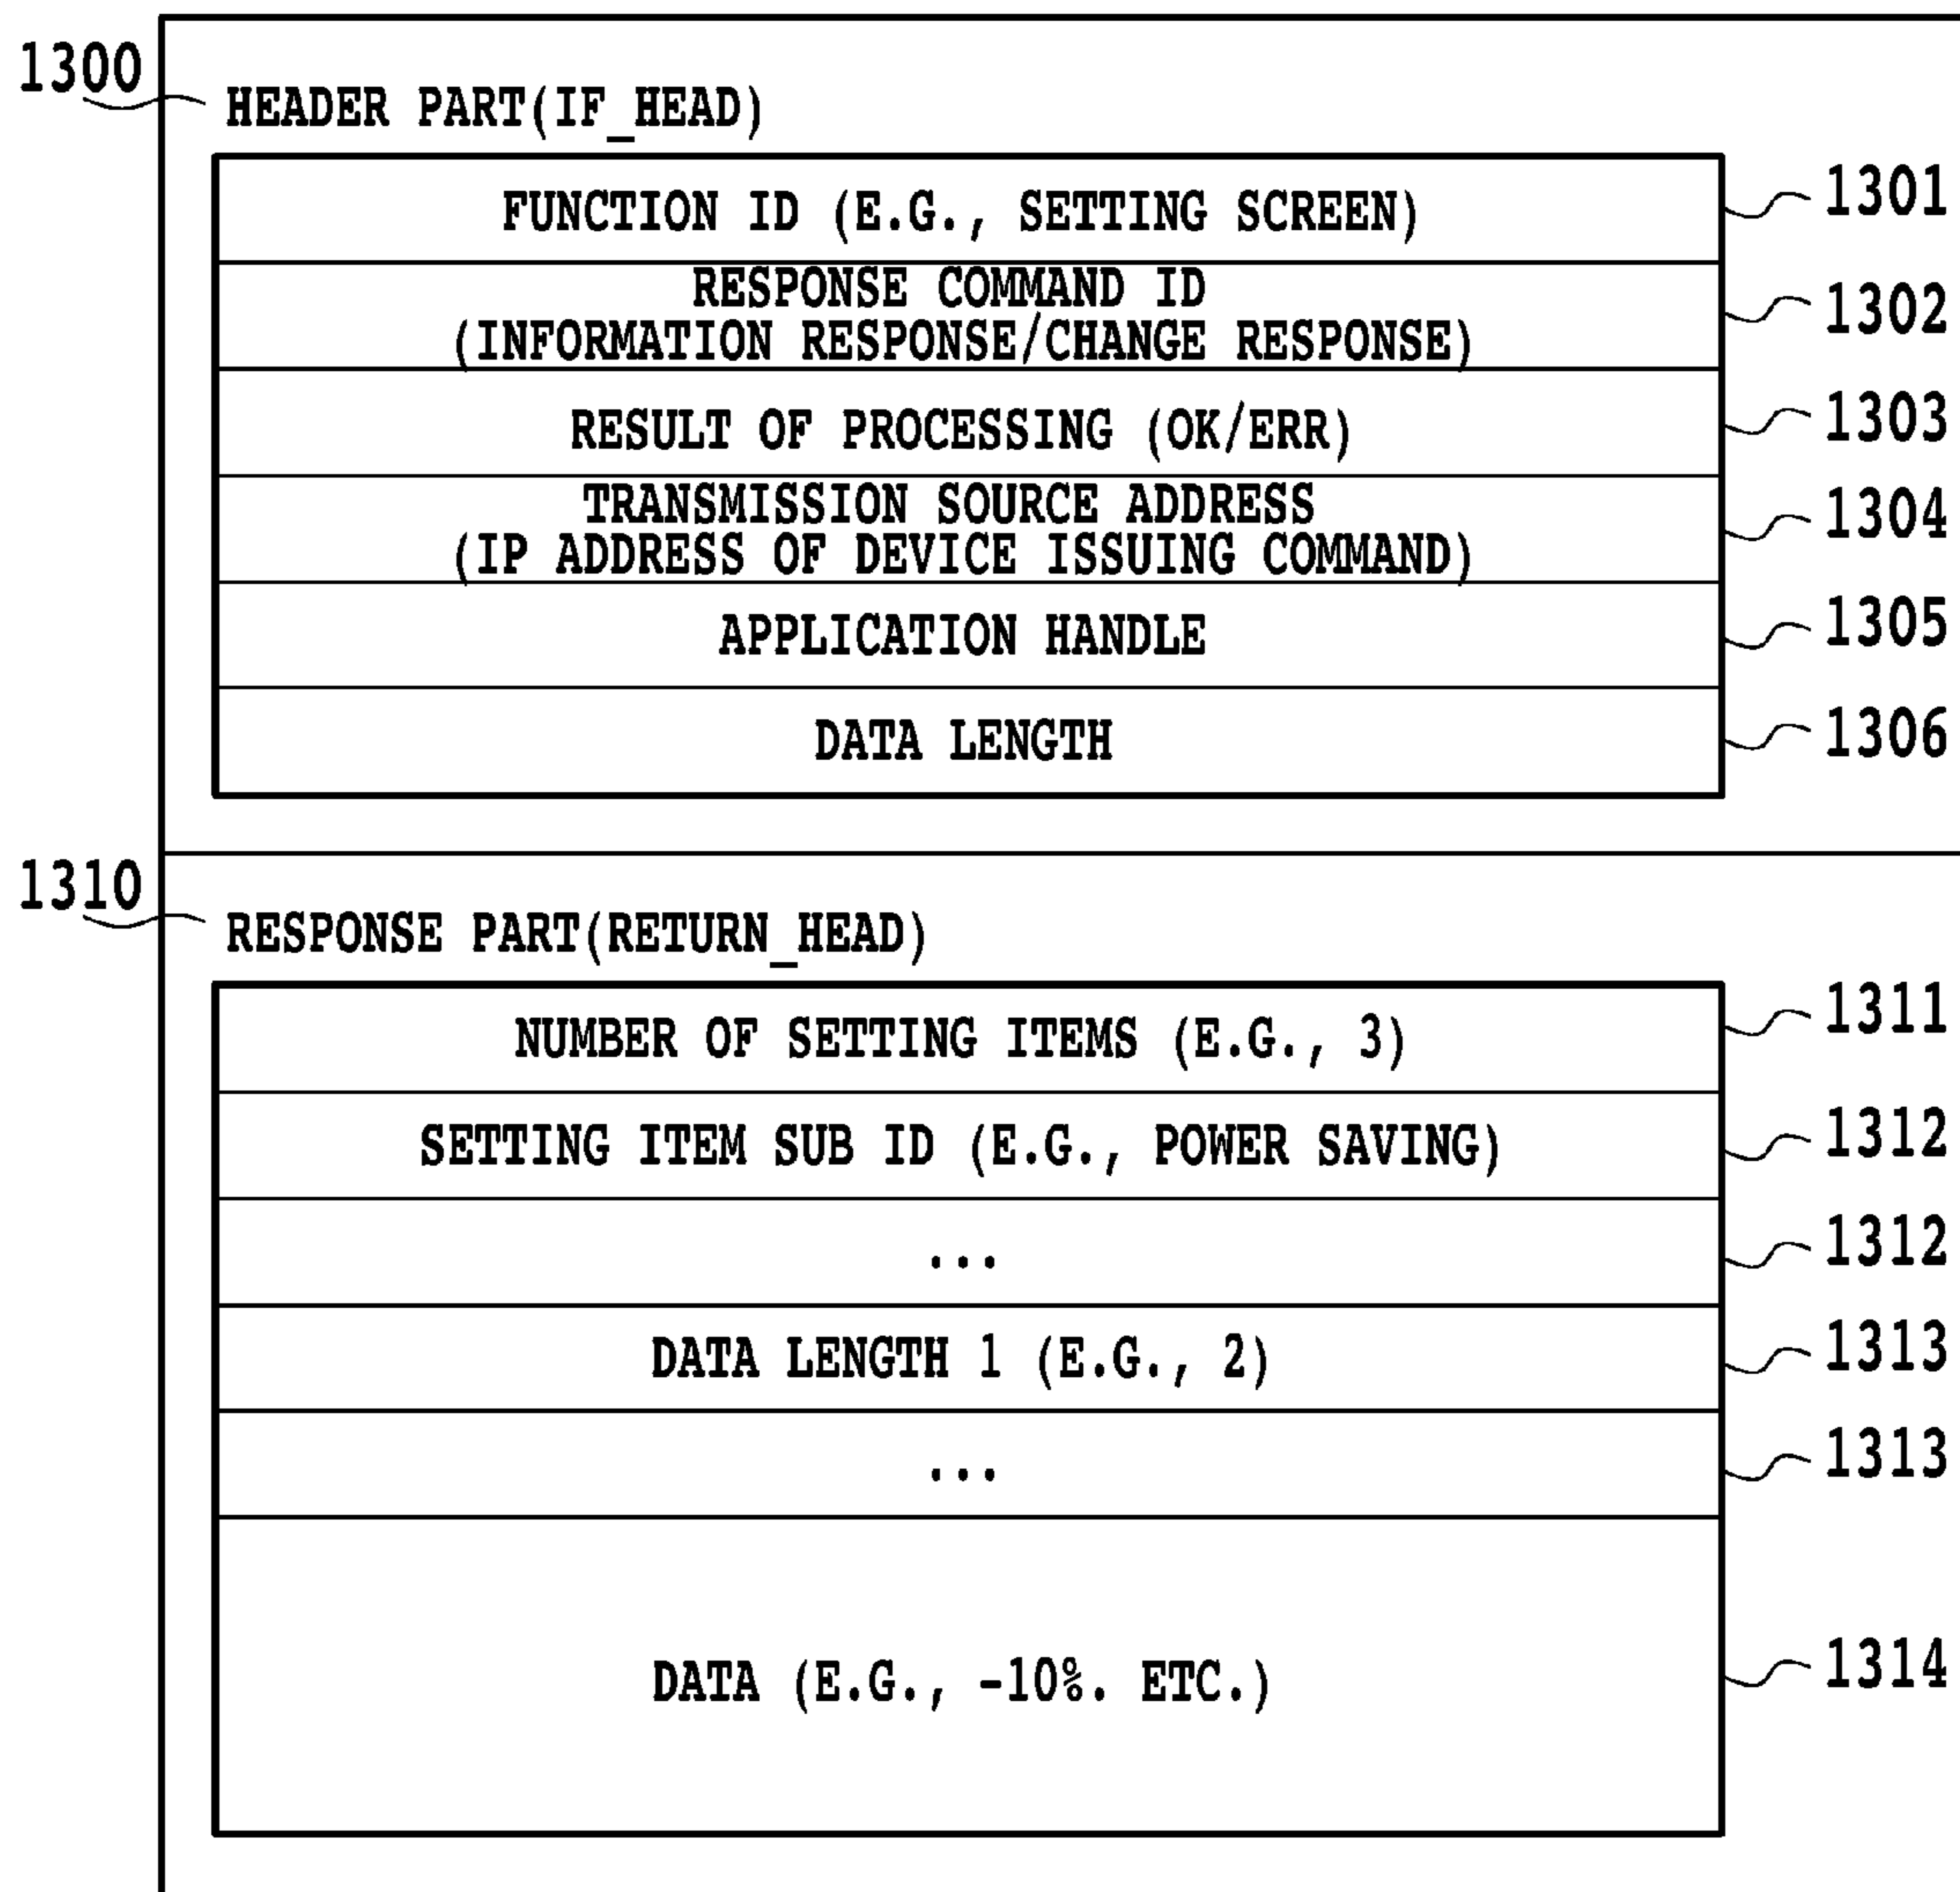 1300
HEADER PART(IF_HEAD)
FUNCTION ID (E.G., SETTING SCREEN) 1301
RESPONSE COMMAND ID
(INFORMATION RESPONSE/CHANGE RESPONSE) 1302
RESULT OF PROCESSING (OK/ERR) 1303
TRANSMISSION SOURCE ADDRESS
(IP ADDRESS OF DEVICE ISSUING COMMAND) 1304
APPLICATION HANDLE 1305
DATA LENGTH 1306
1310
RESPONSE PART(RETURN_HEAD)
NUMBER OF SETTING ITEMS (E.G., 3) 1311
SETTING ITEM SUB ID (E.G., POWER SAVING) 1312
... 1312
DATA LENGTH 1 (E.G., 2) 1313
... 1313
DATA (E.G., -10%. ETC.) 1314